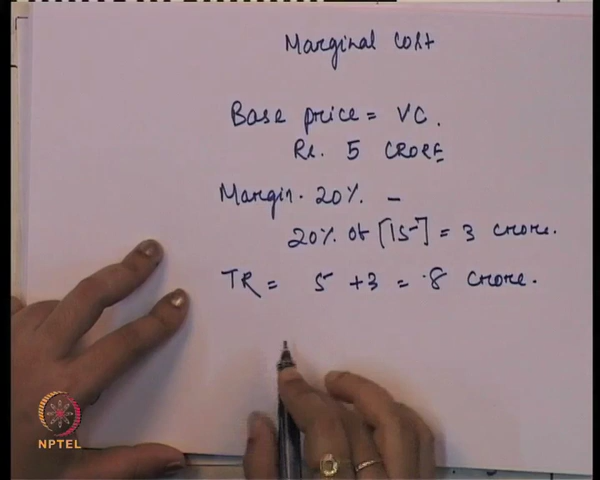 Marginal Cost
Base price = VC.
Re. 5 CRORE
Margin. 20% -
20% of [15] = 3 crore.
TR = 5 + 3 = 8 crore.
NPTEL